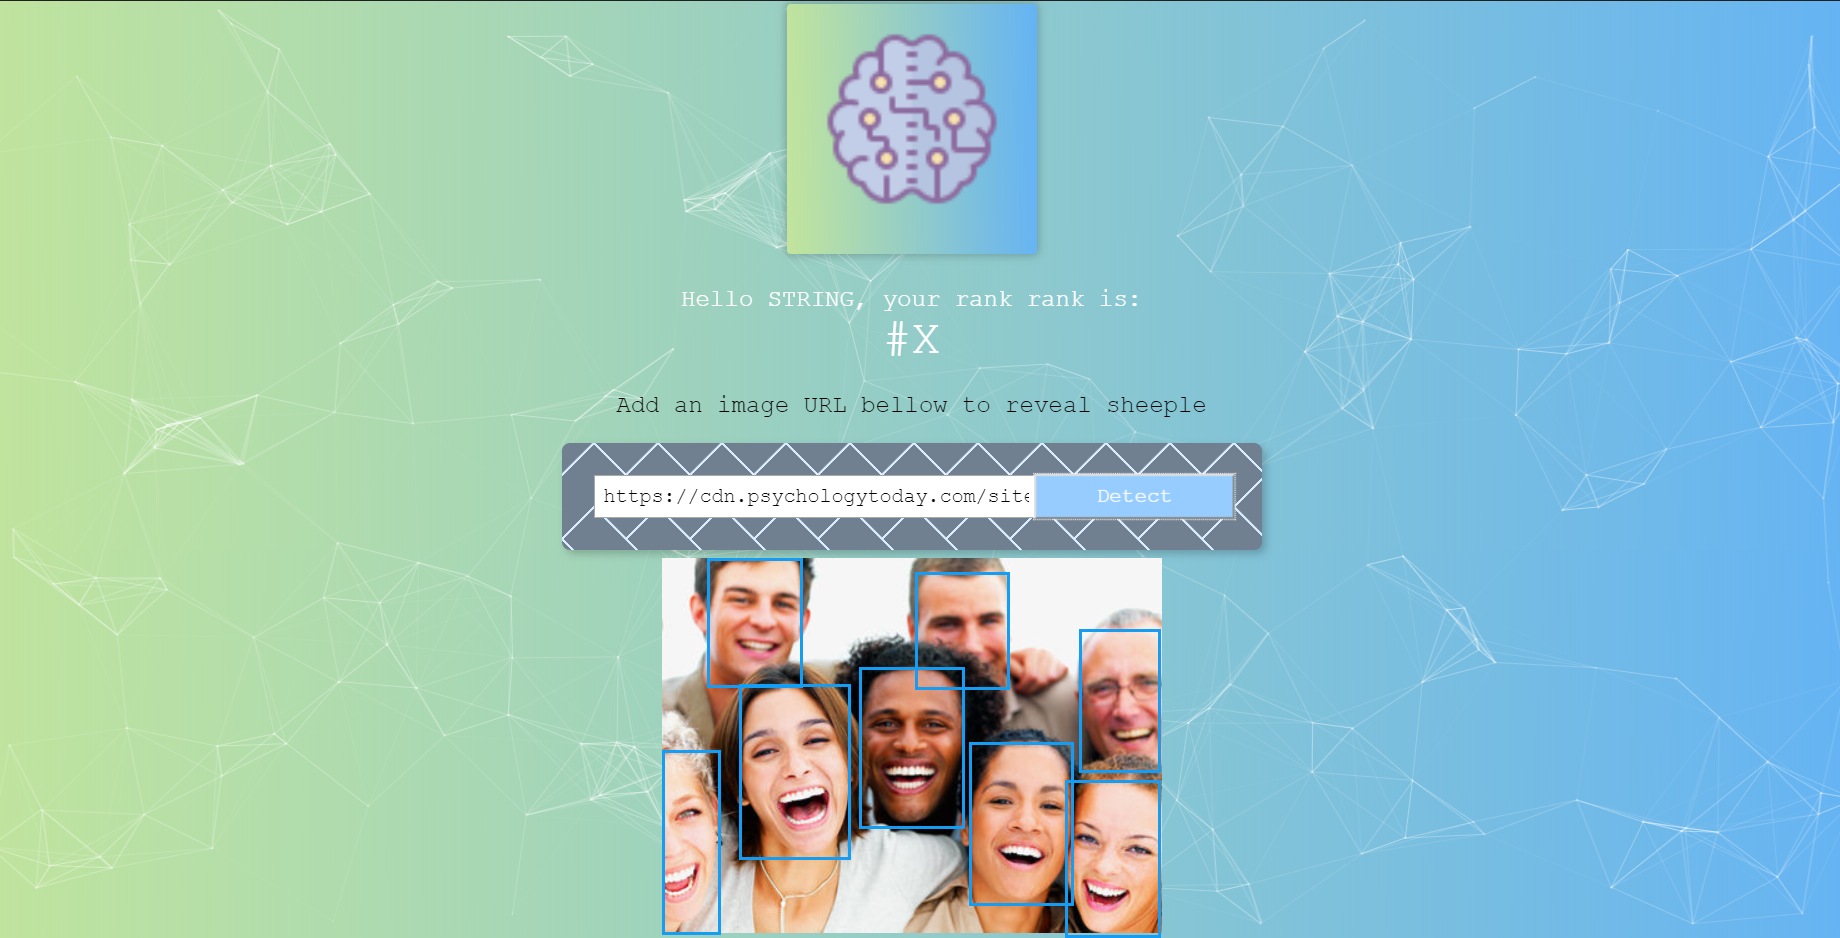 Hello STRING, your rank rank is:
#X
Add an image URL bellow to reveal sheeple
https://cdn.psychologytoday.com/site
Detect